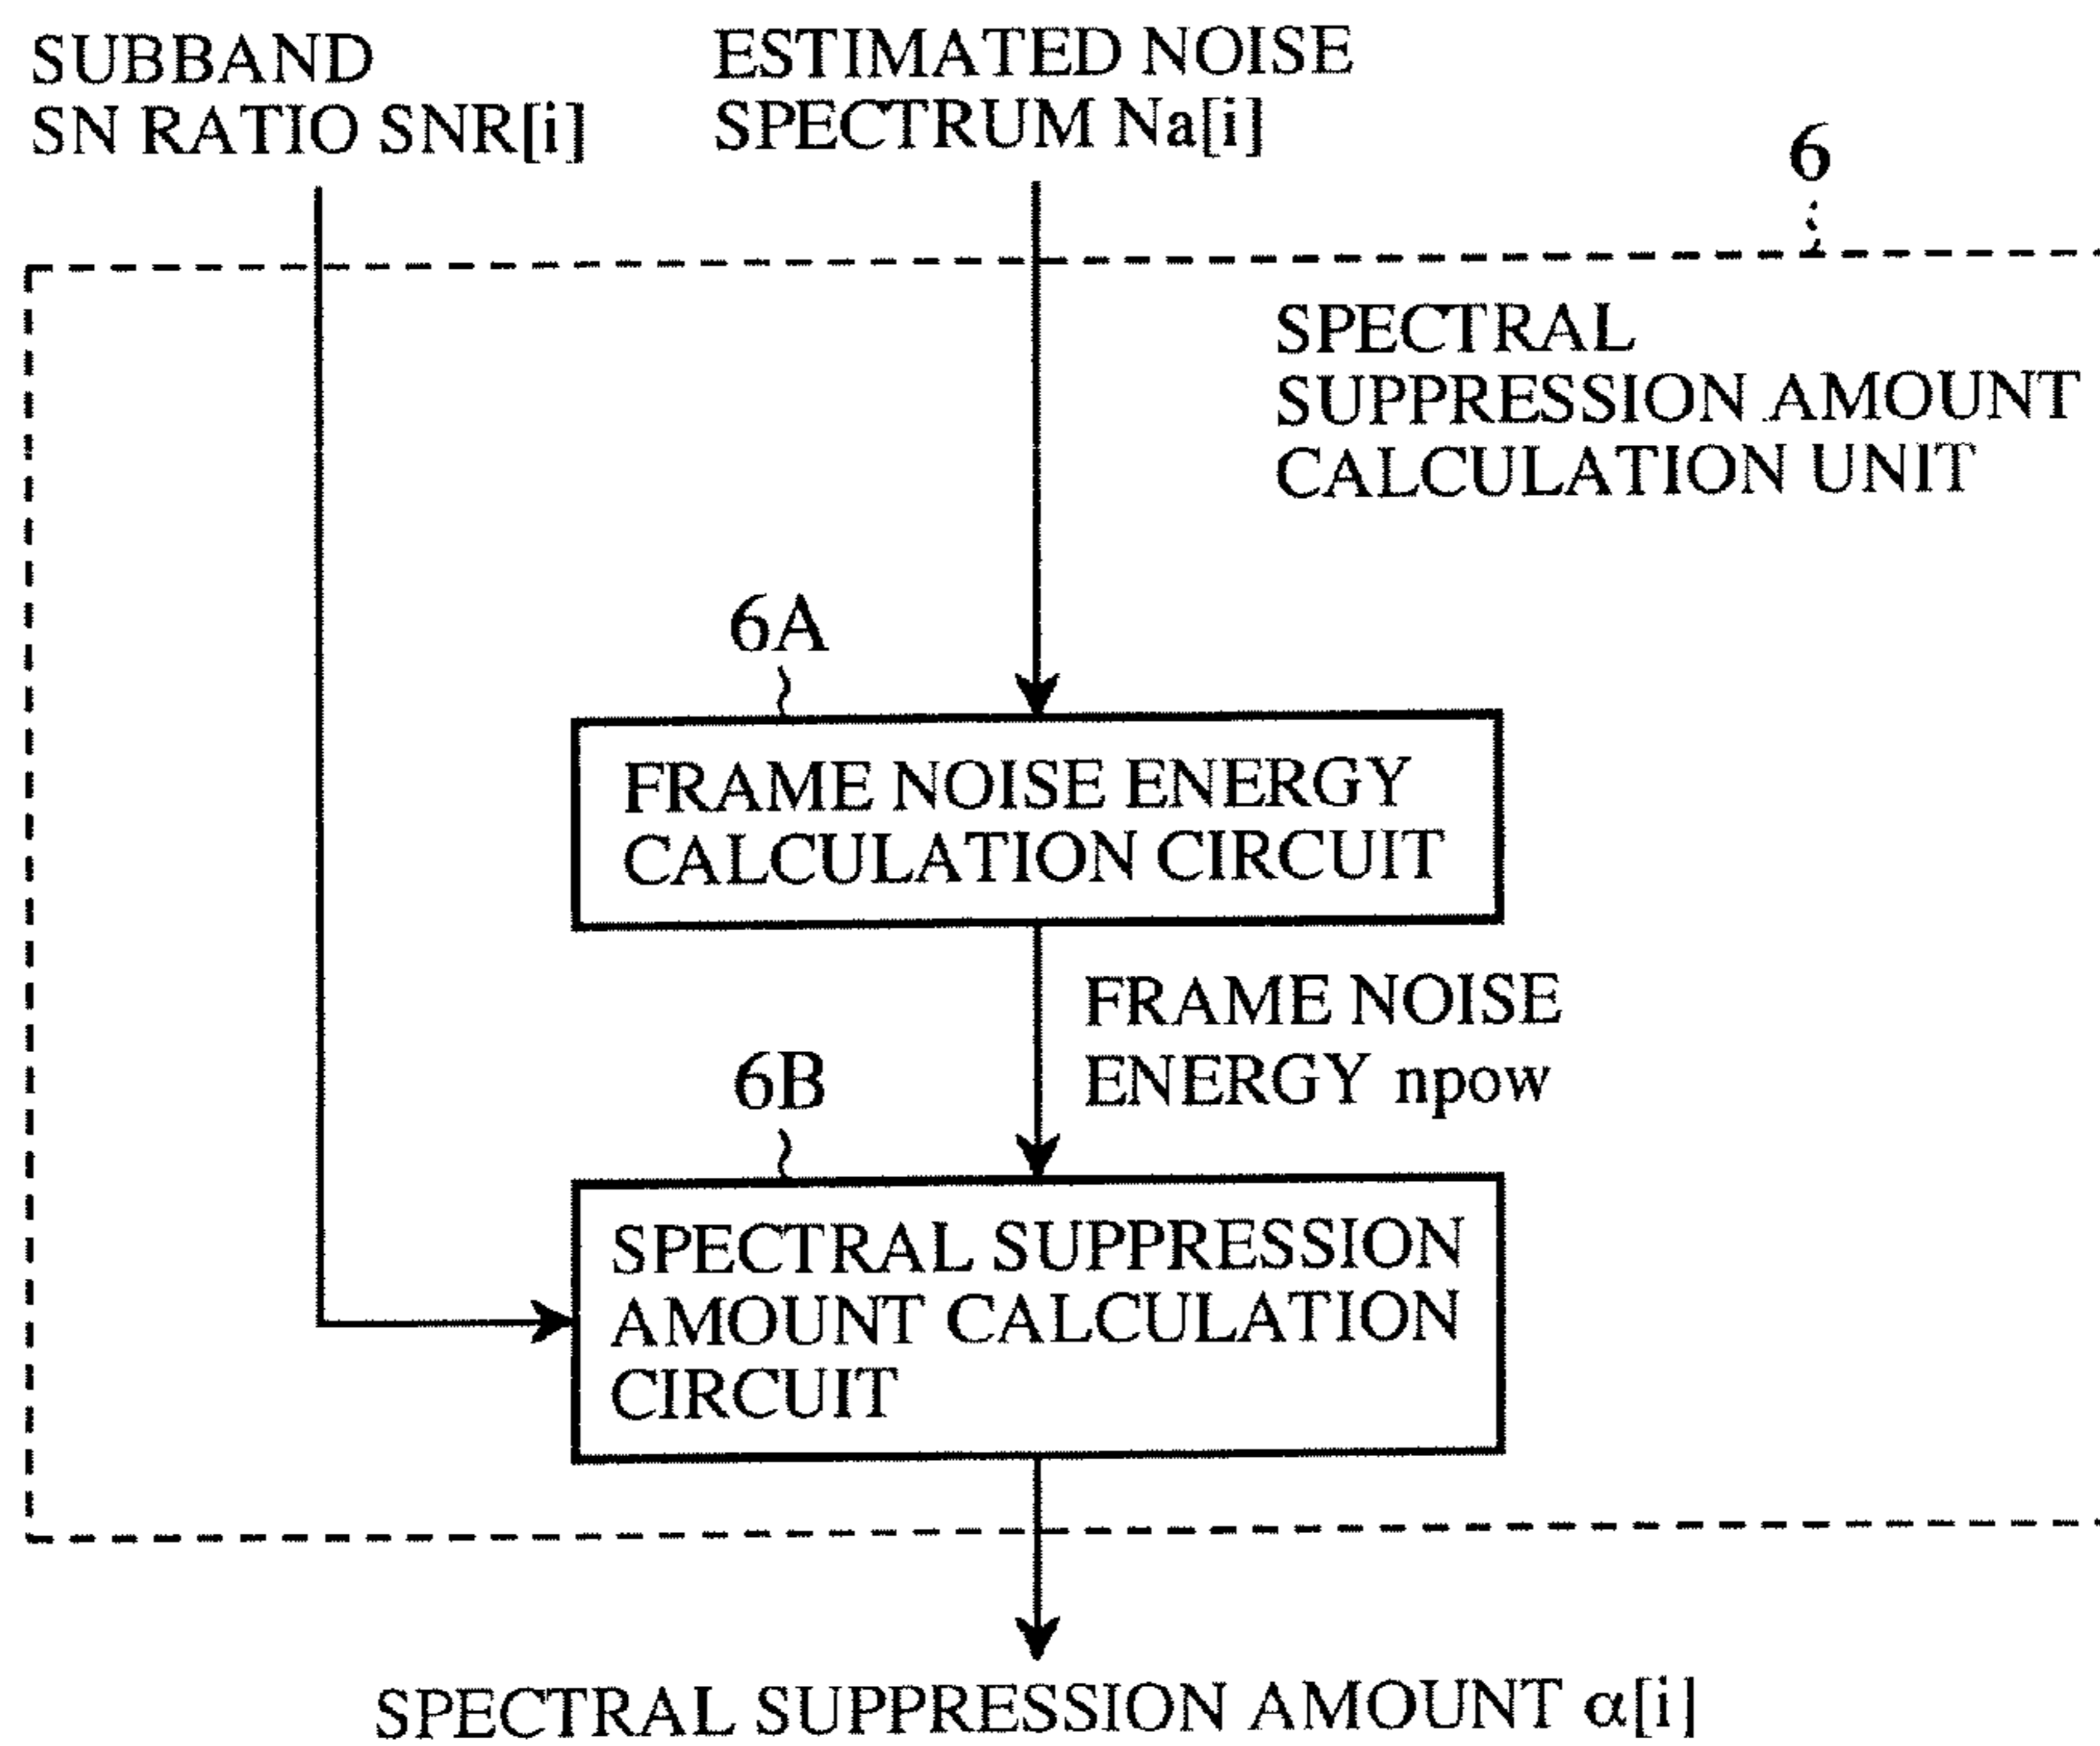 SUBBAND
SN RATIO SNR[i]
ESTIMATED NOISE
SPECTRUM Na[i]
6
SPECTRAL
SUPPRESSION AMOUNT
CALCULATION UNIT
6A
FRAME NOISE ENERGY
CALCULATION CIRCUIT
FRAME NOISE
ENERGY npow
6B
SPECTRAL SUPPRESSION
AMOUNT CALCULATION
CIRCUIT
SPECTRAL SUPPRESSION AMOUNT α[i]